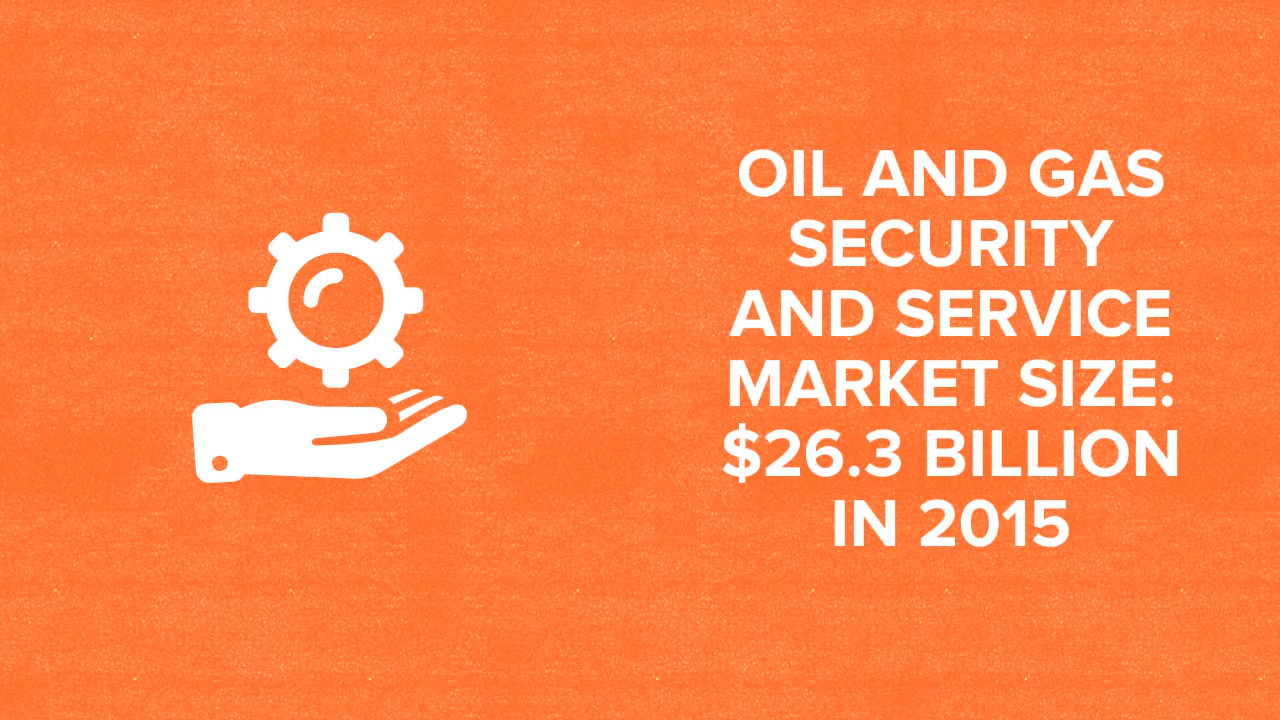 OIL AND GAS
SECURITY
AND SERVICE
MARKET SIZE:
$26.3 BILLION
IN 2015